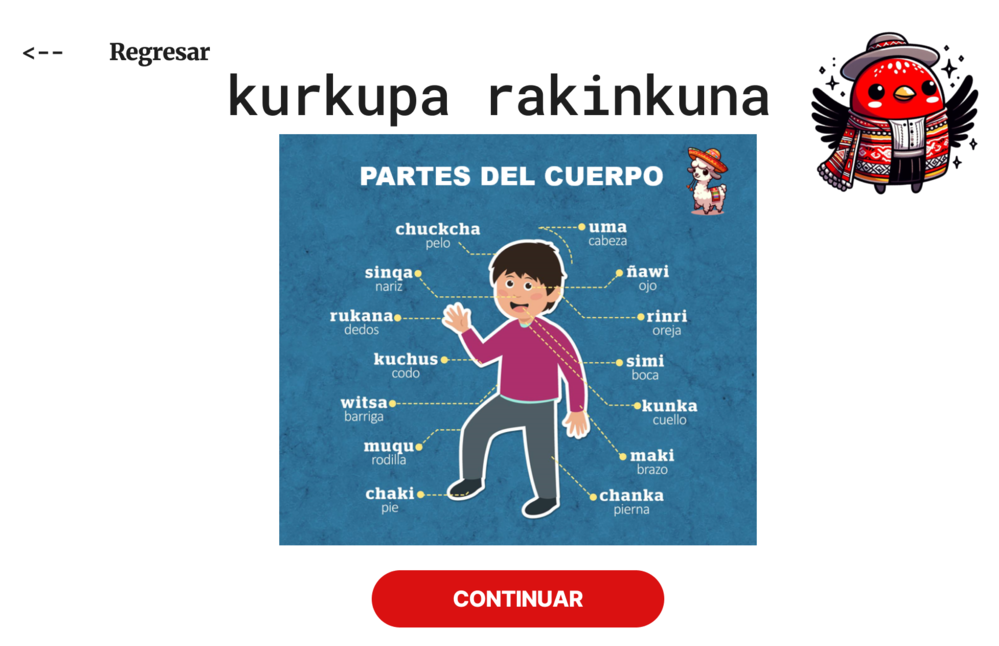 <-- Regresar
kurkupa rakinkuna
PARTES DEL CUERPO
chuckcha
pelo
uma
cabeza
sinqa
nariz
ñawi
ojo
rukana
dedos
rinri
oreja
kuchus
codo
simi
boca
witsa
barriga
kunka
cuello
muqu
rodilla
maki
brazo
chaki
pie
chanka
pierna
CONTINUAR